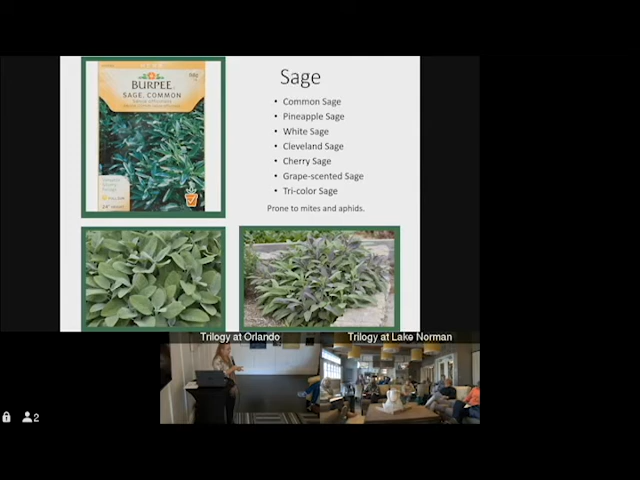 BURPEE
SAGE, COMMON
Sage
• Common Sage
• Pineapple Sage
• White Sage
• Cleveland Sage
• Cherry Sage
• Grape-scented Sage
• Tri-color Sage
Prone to mites and aphids.
Trilogy at Orlando
Trilogy at Lake Norman
2